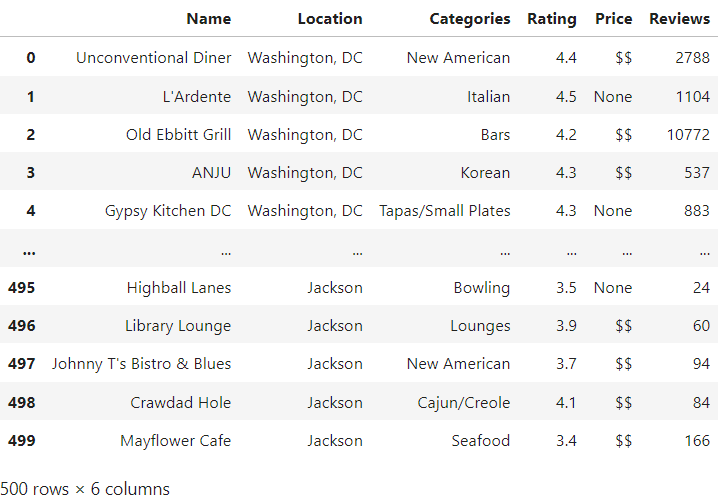 Name Location Categories Rating Price Reviews
0 Unconventional Diner Washington, DC New American 4.4 $$ 2788
1 L'Ardente Washington, DC Italian 4.5 None 1104
2 Old Ebbitt Grill Washington, DC Bars 4.2 $$ 10772
3 ANJU Washington, DC Korean 4.3 $$ 537
4 Gypsy Kitchen DC Washington, DC Tapas/Small Plates 4.3 None 883
... ... ... ... ... ... ...
495 Highball Lanes Jackson Bowling 3.5 None 24
496 Library Lounge Jackson Lounges 3.9 $$ 60
497 Johnny T's Bistro & Blues Jackson New American 3.7 $$ 94
498 Crawdad Hole Jackson Cajun/Creole 4.1 $$ 84
499 Mayflower Cafe Jackson Seafood 3.4 $$ 166
500 rows × 6 columns